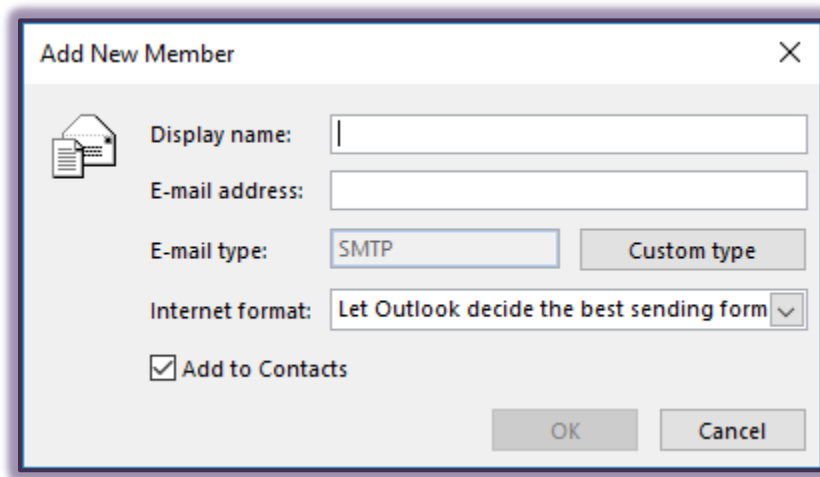 Add New Member
Display name:
E-mail address:
E-mail type: SMTP Custom type
Internet format: Let Outlook decide the best sending form
Add to Contacts
OK Cancel